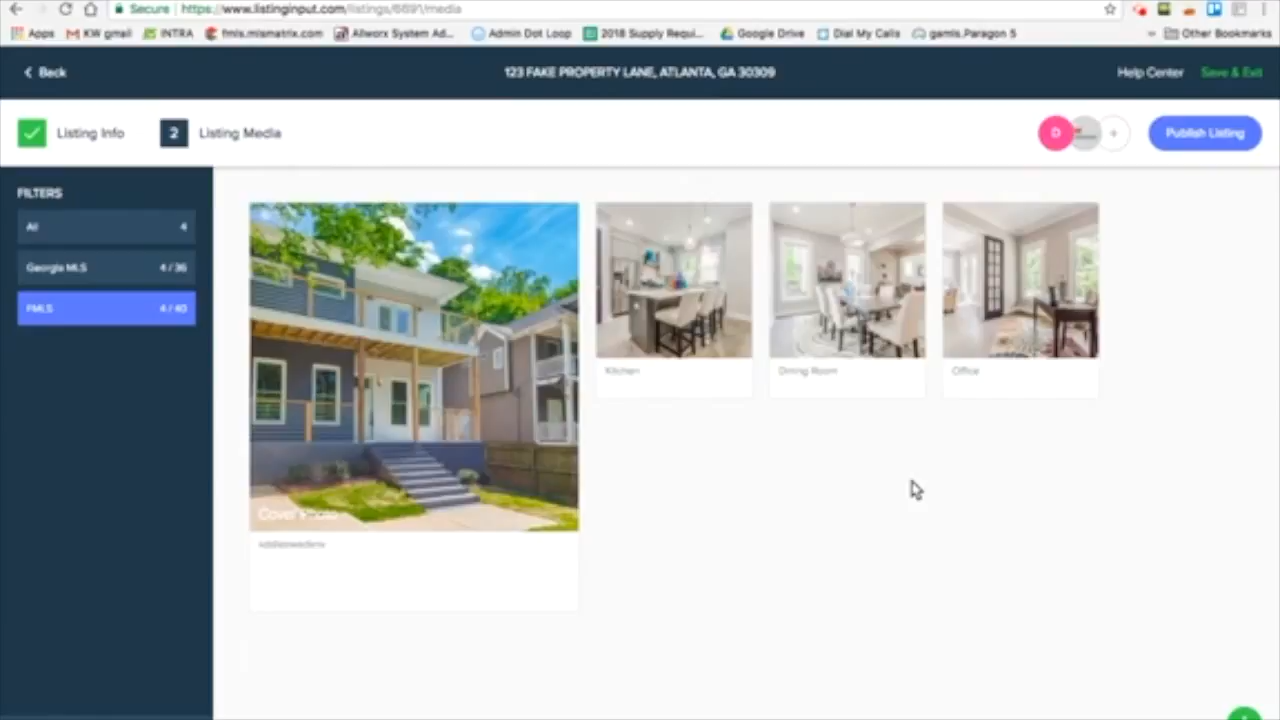 Secure https://www.listinginput.com/listings/6691/media
Apps KW gmail INTRA fmls.mlsmatrix.com Allworx System Ad... Admin Dot Loop 2018 Supply Requi... Google Drive Dial My Calls gamls.Paragon 5 » Other Bookmarks
Back 123 FAKE PROPERTY LANE, ATLANTA, GA 30309 Help Center Save & Exit
Listing Info 2 Listing Media D + Publish Listing
FILTERS
All 4
Georgia MLS 4 / 36
FMLS 4 / 40
Kitchen Dining Room Office
Cover Photo